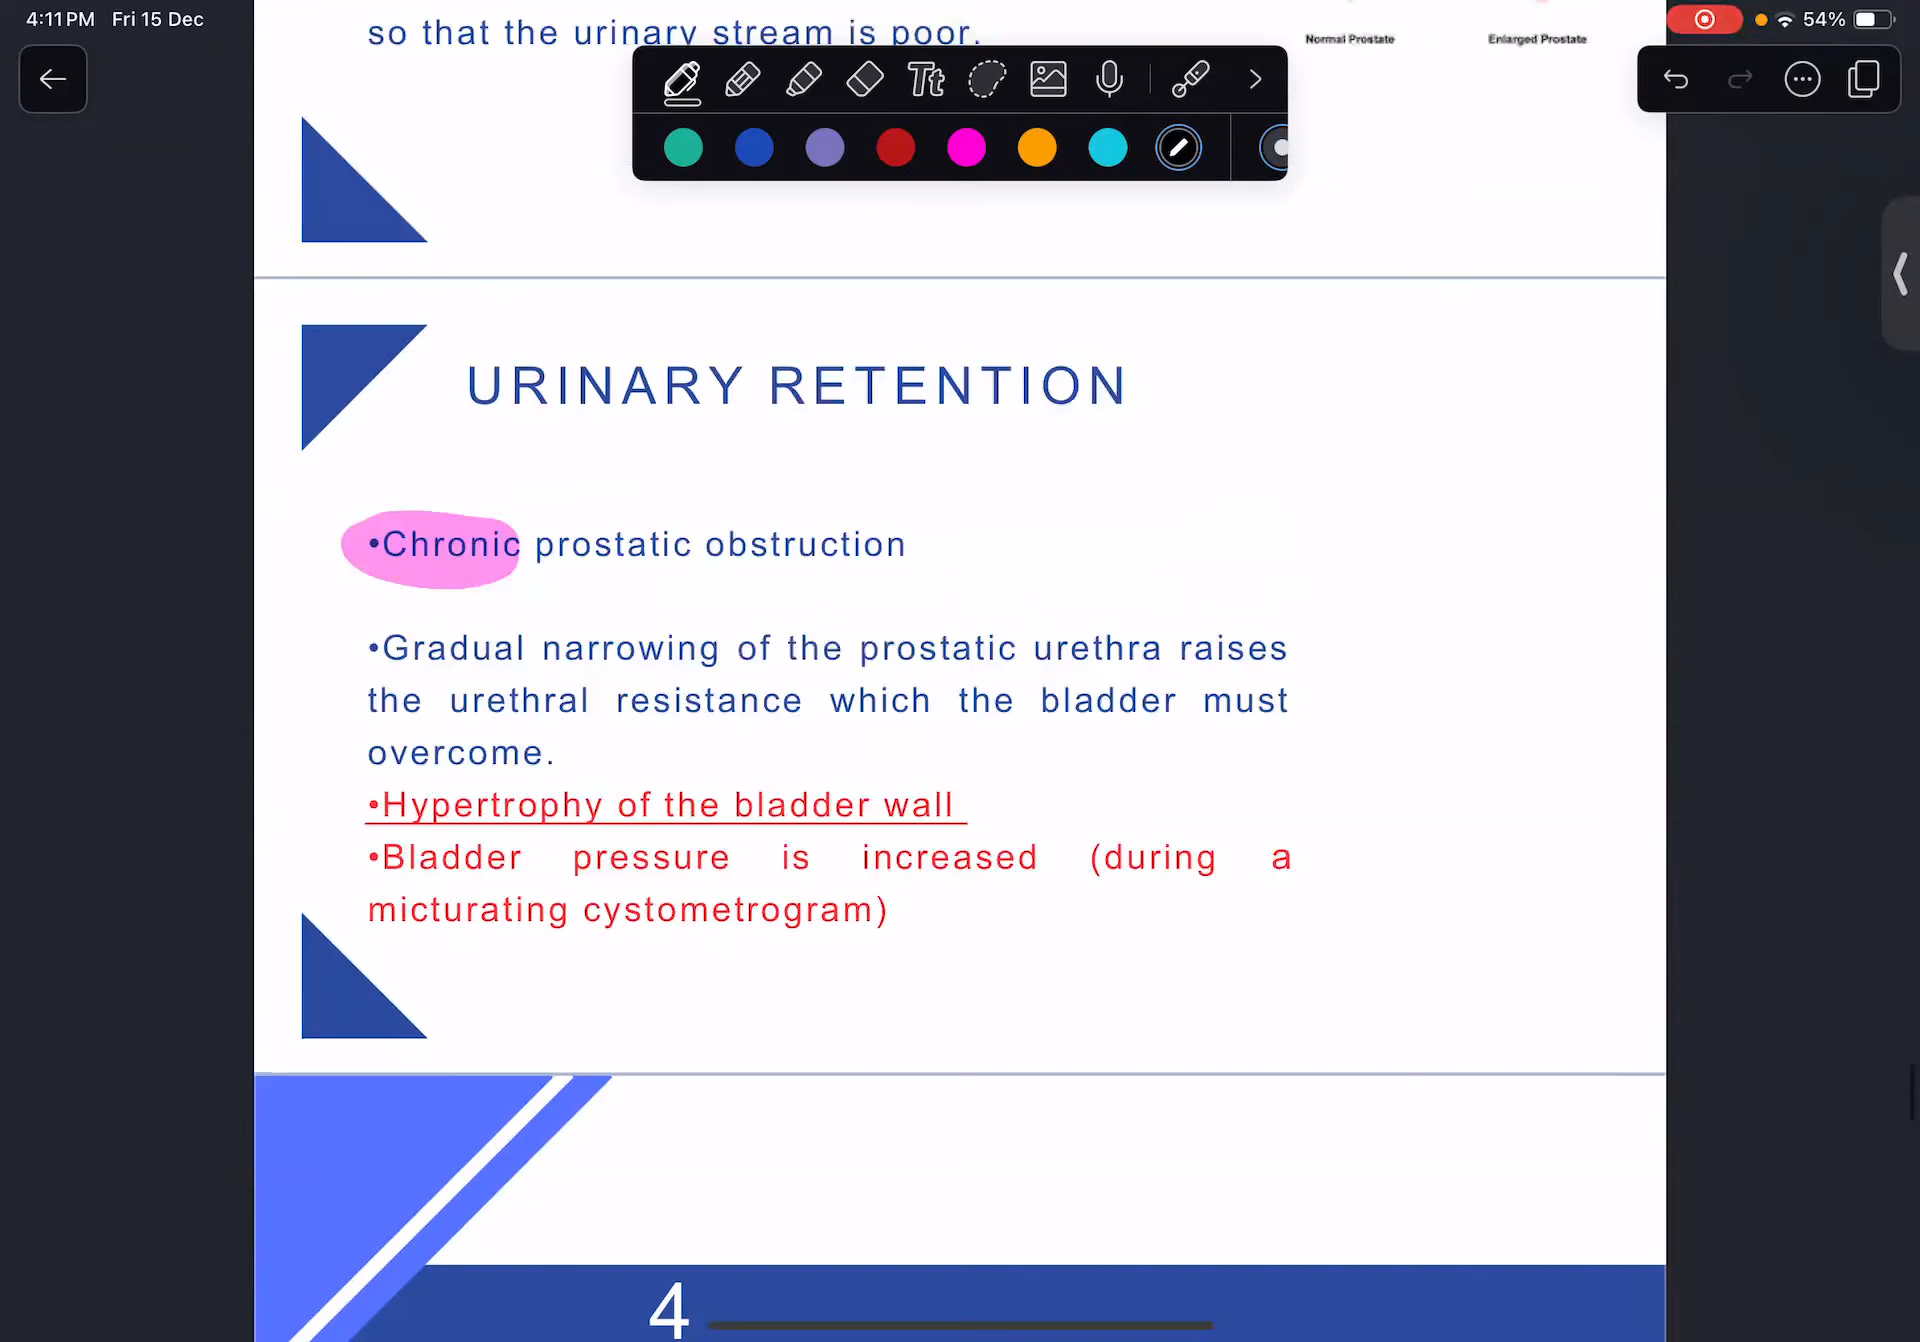 4:11 PM Fri 15 Dec
54%
so that the urinary stream is poor.
Normal Prostate
Enlarged Prostate
Tt
URINARY RETENTION
•Chronic prostatic obstruction
•Gradual narrowing of the prostatic urethra raises
the urethral resistance which the bladder must
overcome.
•Hypertrophy of the bladder wall
•Bladder pressure is increased (during a
micturating cystometrogram)
4